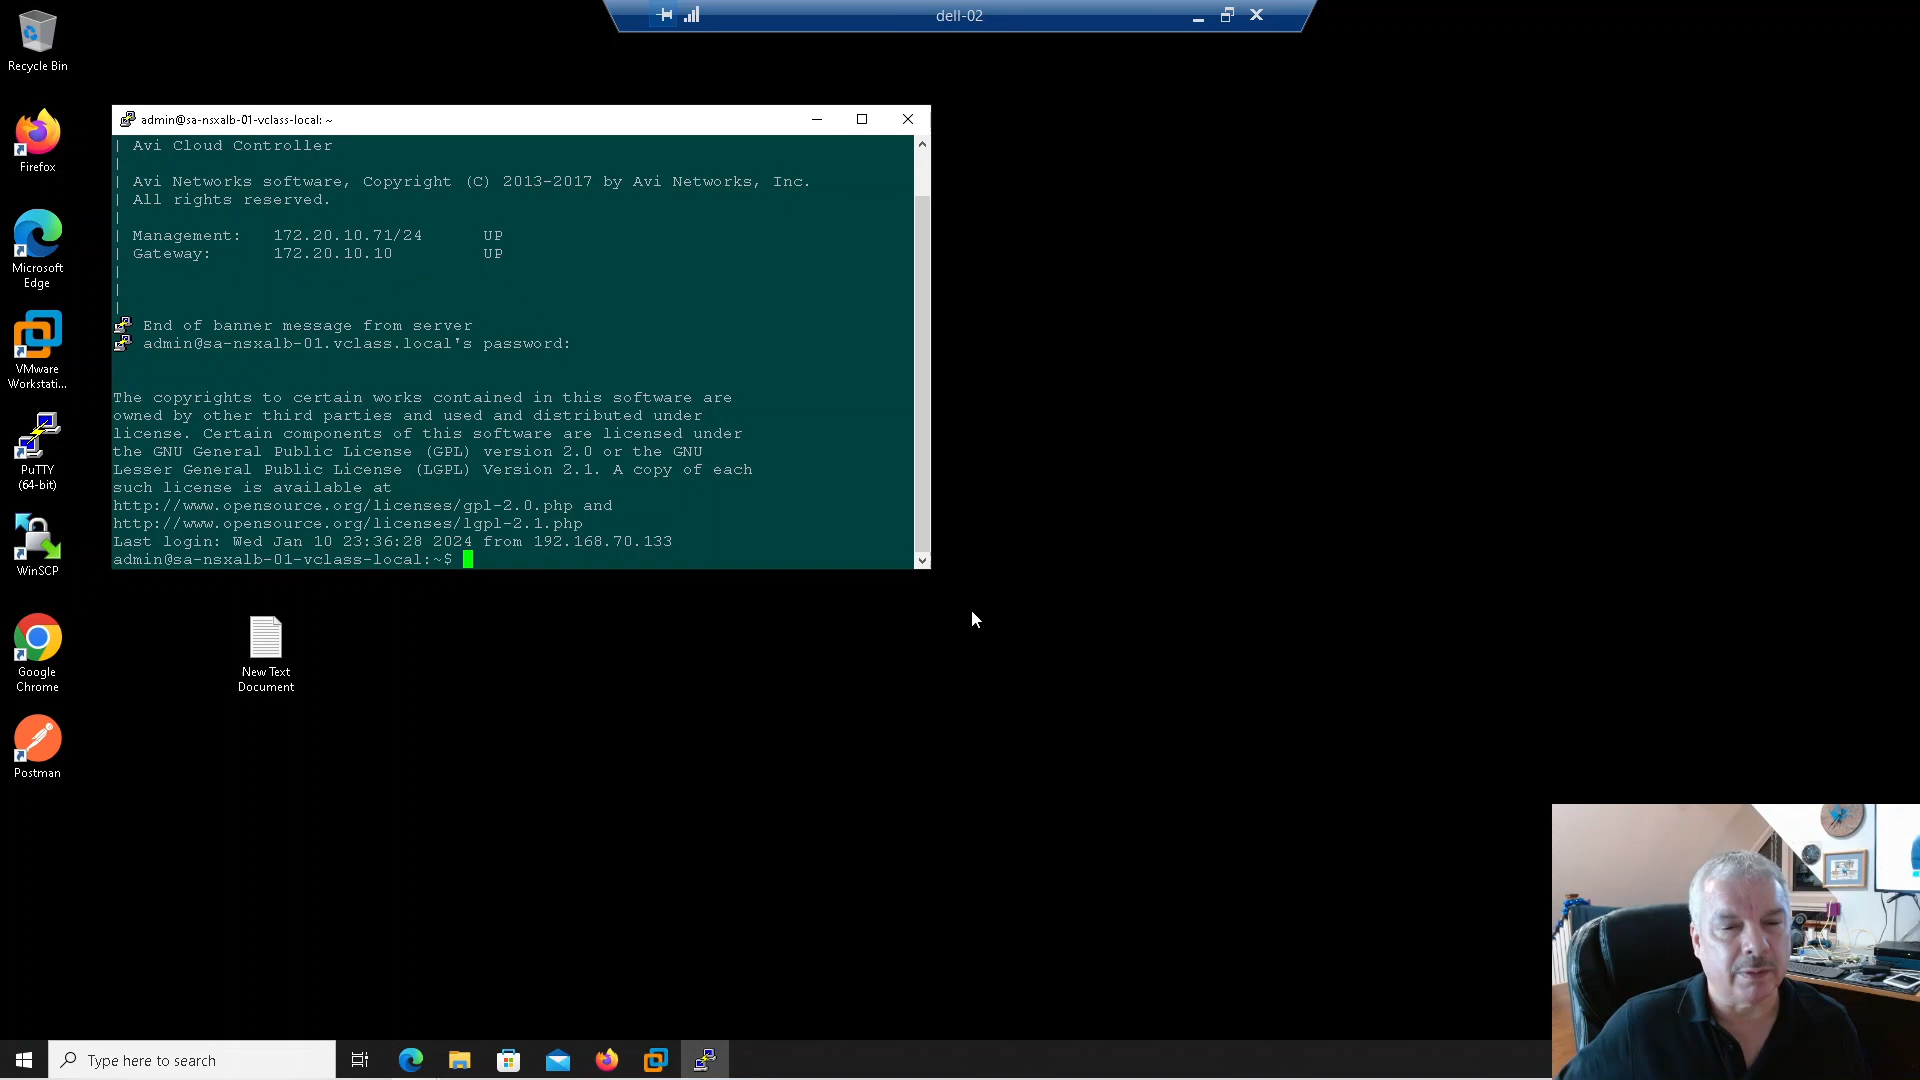 dell-02
Recycle Bin
Firefox
Microsoft
Edge
VMware
Workstati...
PuTTY
(64-bit)
WinSCP
Google
Chrome
Postman
admin@sa-nsxalb-01-vclass-local: ~
| Avi Cloud Controller
|
| Avi Networks software, Copyright (C) 2013-2017 by Avi Networks, Inc.
| All rights reserved.
|
| Management: 172.20.10.71/24 UP
| Gateway: 172.20.10.10 UP
|
|
|
End of banner message from server
admin@sa-nsxalb-01.vclass.local's password:
The copyrights to certain works contained in this software are
owned by other third parties and used and distributed under
license. Certain components of this software are licensed under
the GNU General Public License (GPL) version 2.0 or the GNU
Lesser General Public License (LGPL) Version 2.1. A copy of each
such license is available at
http://www.opensource.org/licenses/gpl-2.0.php and
http://www.opensource.org/licenses/lgpl-2.1.php
Last login: Wed Jan 10 23:36:28 2024 from 192.168.70.133
admin@sa-nsxalb-01-vclass-local:~$
New Text
Document
Type here to search